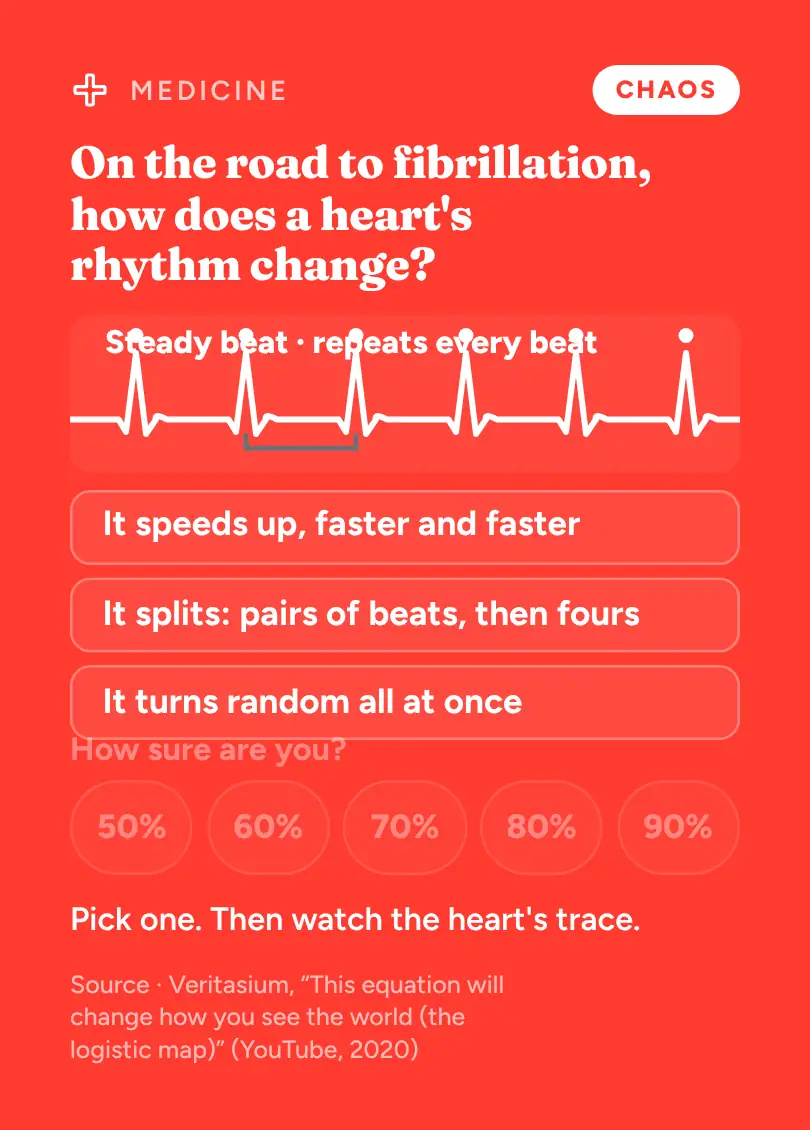 MEDICINE
CHAOS
On the road to fibrillation,
how does a heart's
rhythm change?
Steady beat · repeats every beat
It speeds up, faster and faster
It splits: pairs of beats, then fours
It turns random all at once
How sure are you?
50% 60% 70% 80% 90%
Pick one. Then watch the heart's trace.
Source · Veritasium, “This equation will
change how you see the world (the
logistic map)” (YouTube, 2020)